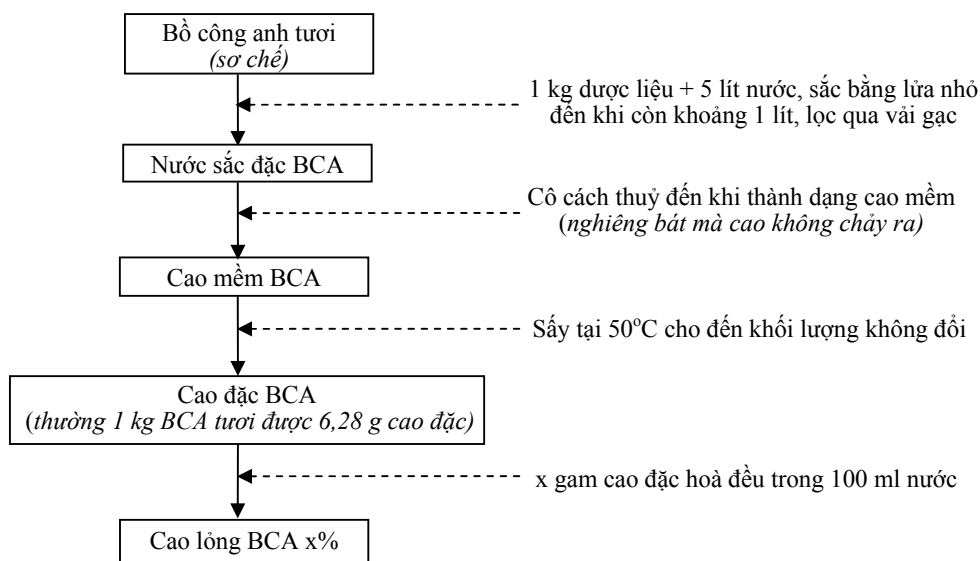 Bồ công anh tươi
(sơ chế)
1 kg dược liệu + 5 lít nước, sắc bằng lửa nhỏ
đến khi còn khoảng 1 lít, lọc qua vải gạc
Nước sắc đặc BCA
Cô cách thuỷ đến khi thành dạng cao mềm
(nghiêng bát mà cao không chảy ra)
Cao mềm BCA
Sấy tại 50°C cho đến khối lượng không đổi
Cao đặc BCA
(thường 1 kg BCA tươi được 6,28 g cao đặc)
x gam cao đặc hoà đều trong 100 ml nước
Cao lỏng BCA x%